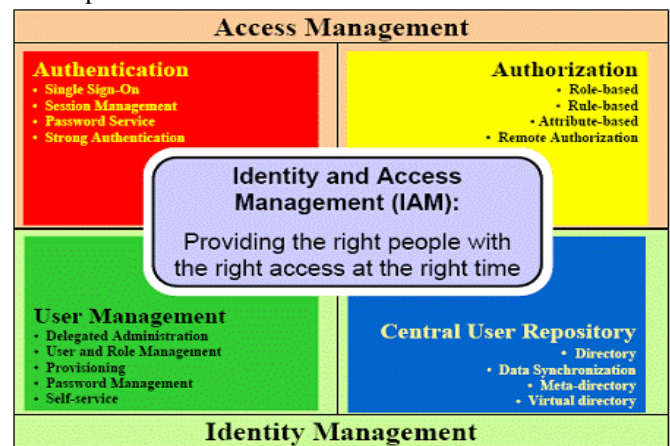 Access Management
Authentication
• Single Sign-On
• Session Management
• Password Service
• Strong Authentication
Authorization
• Role-based
• Rule-based
• Attribute-based
• Remote Authorization
Identity and Access
Management (IAM):
Providing the right people with
the right access at the right time
User Management
• Delegated Administration
• User and Role Management
• Provisioning
• Password Management
• Self-service
Central User Repository
• Directory
• Data Synchronization
• Meta-directory
• Virtual directory
Identity Management